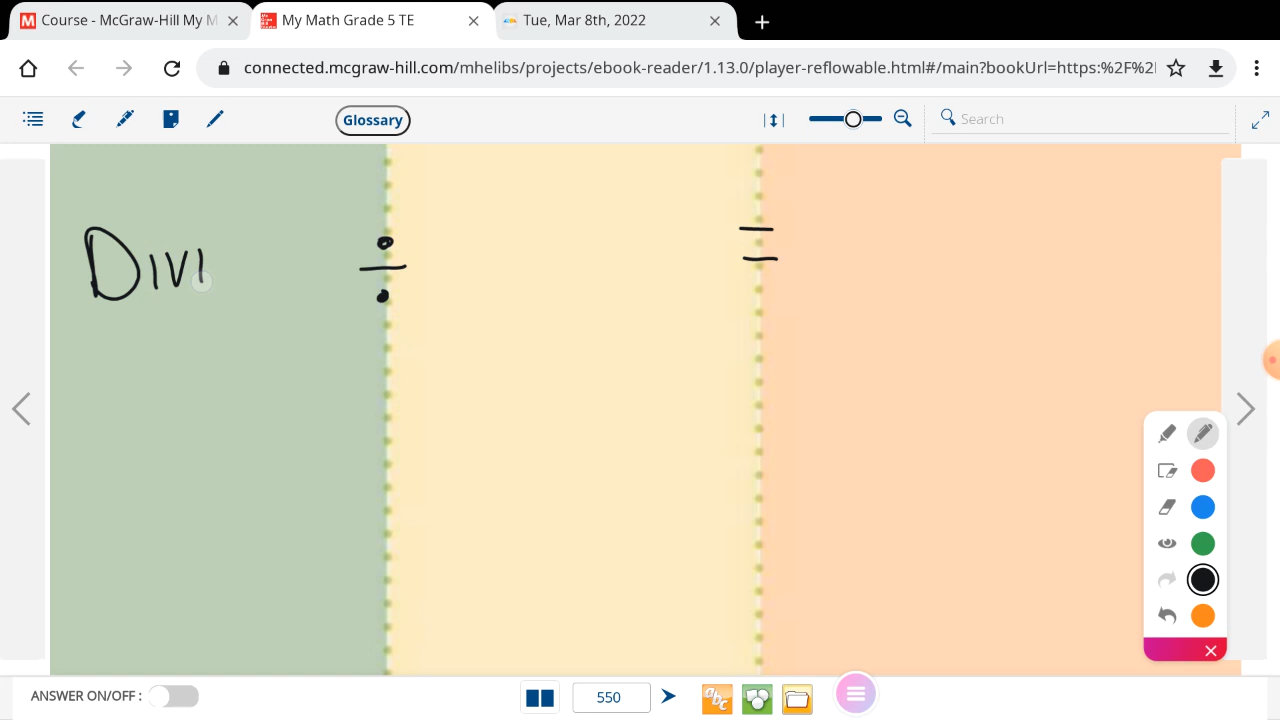 Course - McGraw-Hill My M
My Math Grade 5 TE
Tue, Mar 8th, 2022
connected.mcgraw-hill.com/mhelibs/projects/ebook-reader/1.13.0/player-reflowable.html#/main?bookUrl=https:%2F%2
Glossary
Search
Divi ÷ =
ANSWER ON/OFF :
550
abc